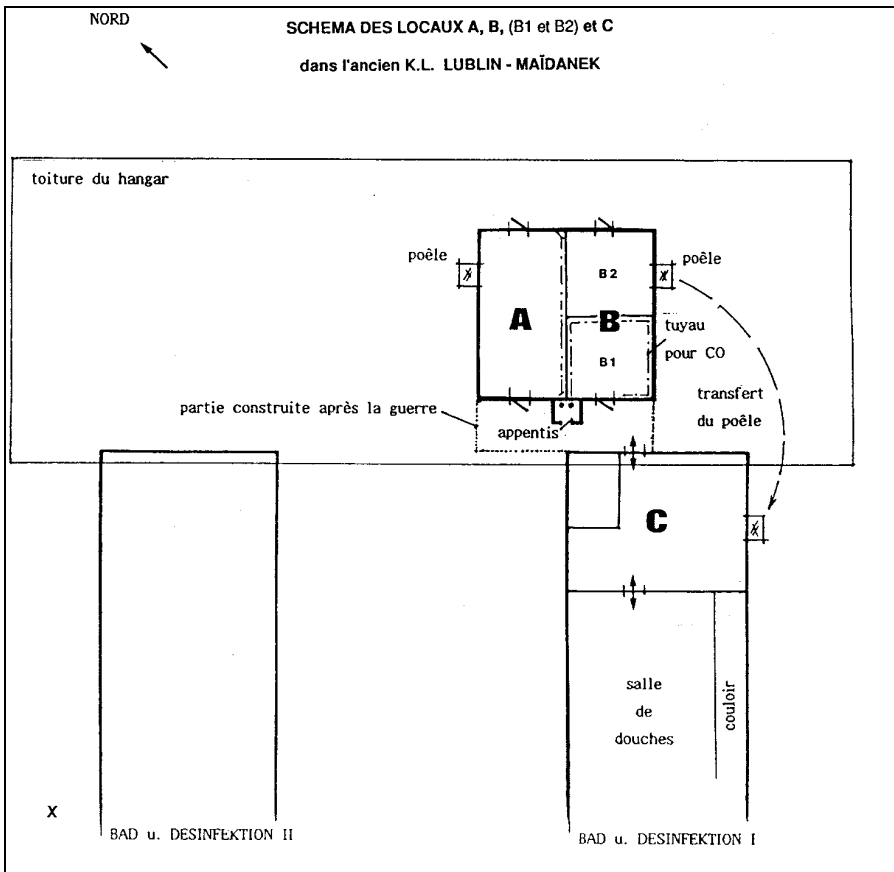 NORD
SCHEMA DES LOCAUX A, B, (B1 et B2) et C
dans l'ancien K.L. LUBLIN - MAÏDANEK
toiture du hangar
poêle
poêle
A
B
B2
B1
tuyau
pour CO
partie construite après la guerre
appentis
transfert
du poêle
C
salle
de
douches
couloir
X
BAD u. DESINFEKTION II
BAD u. DESINFEKTION I